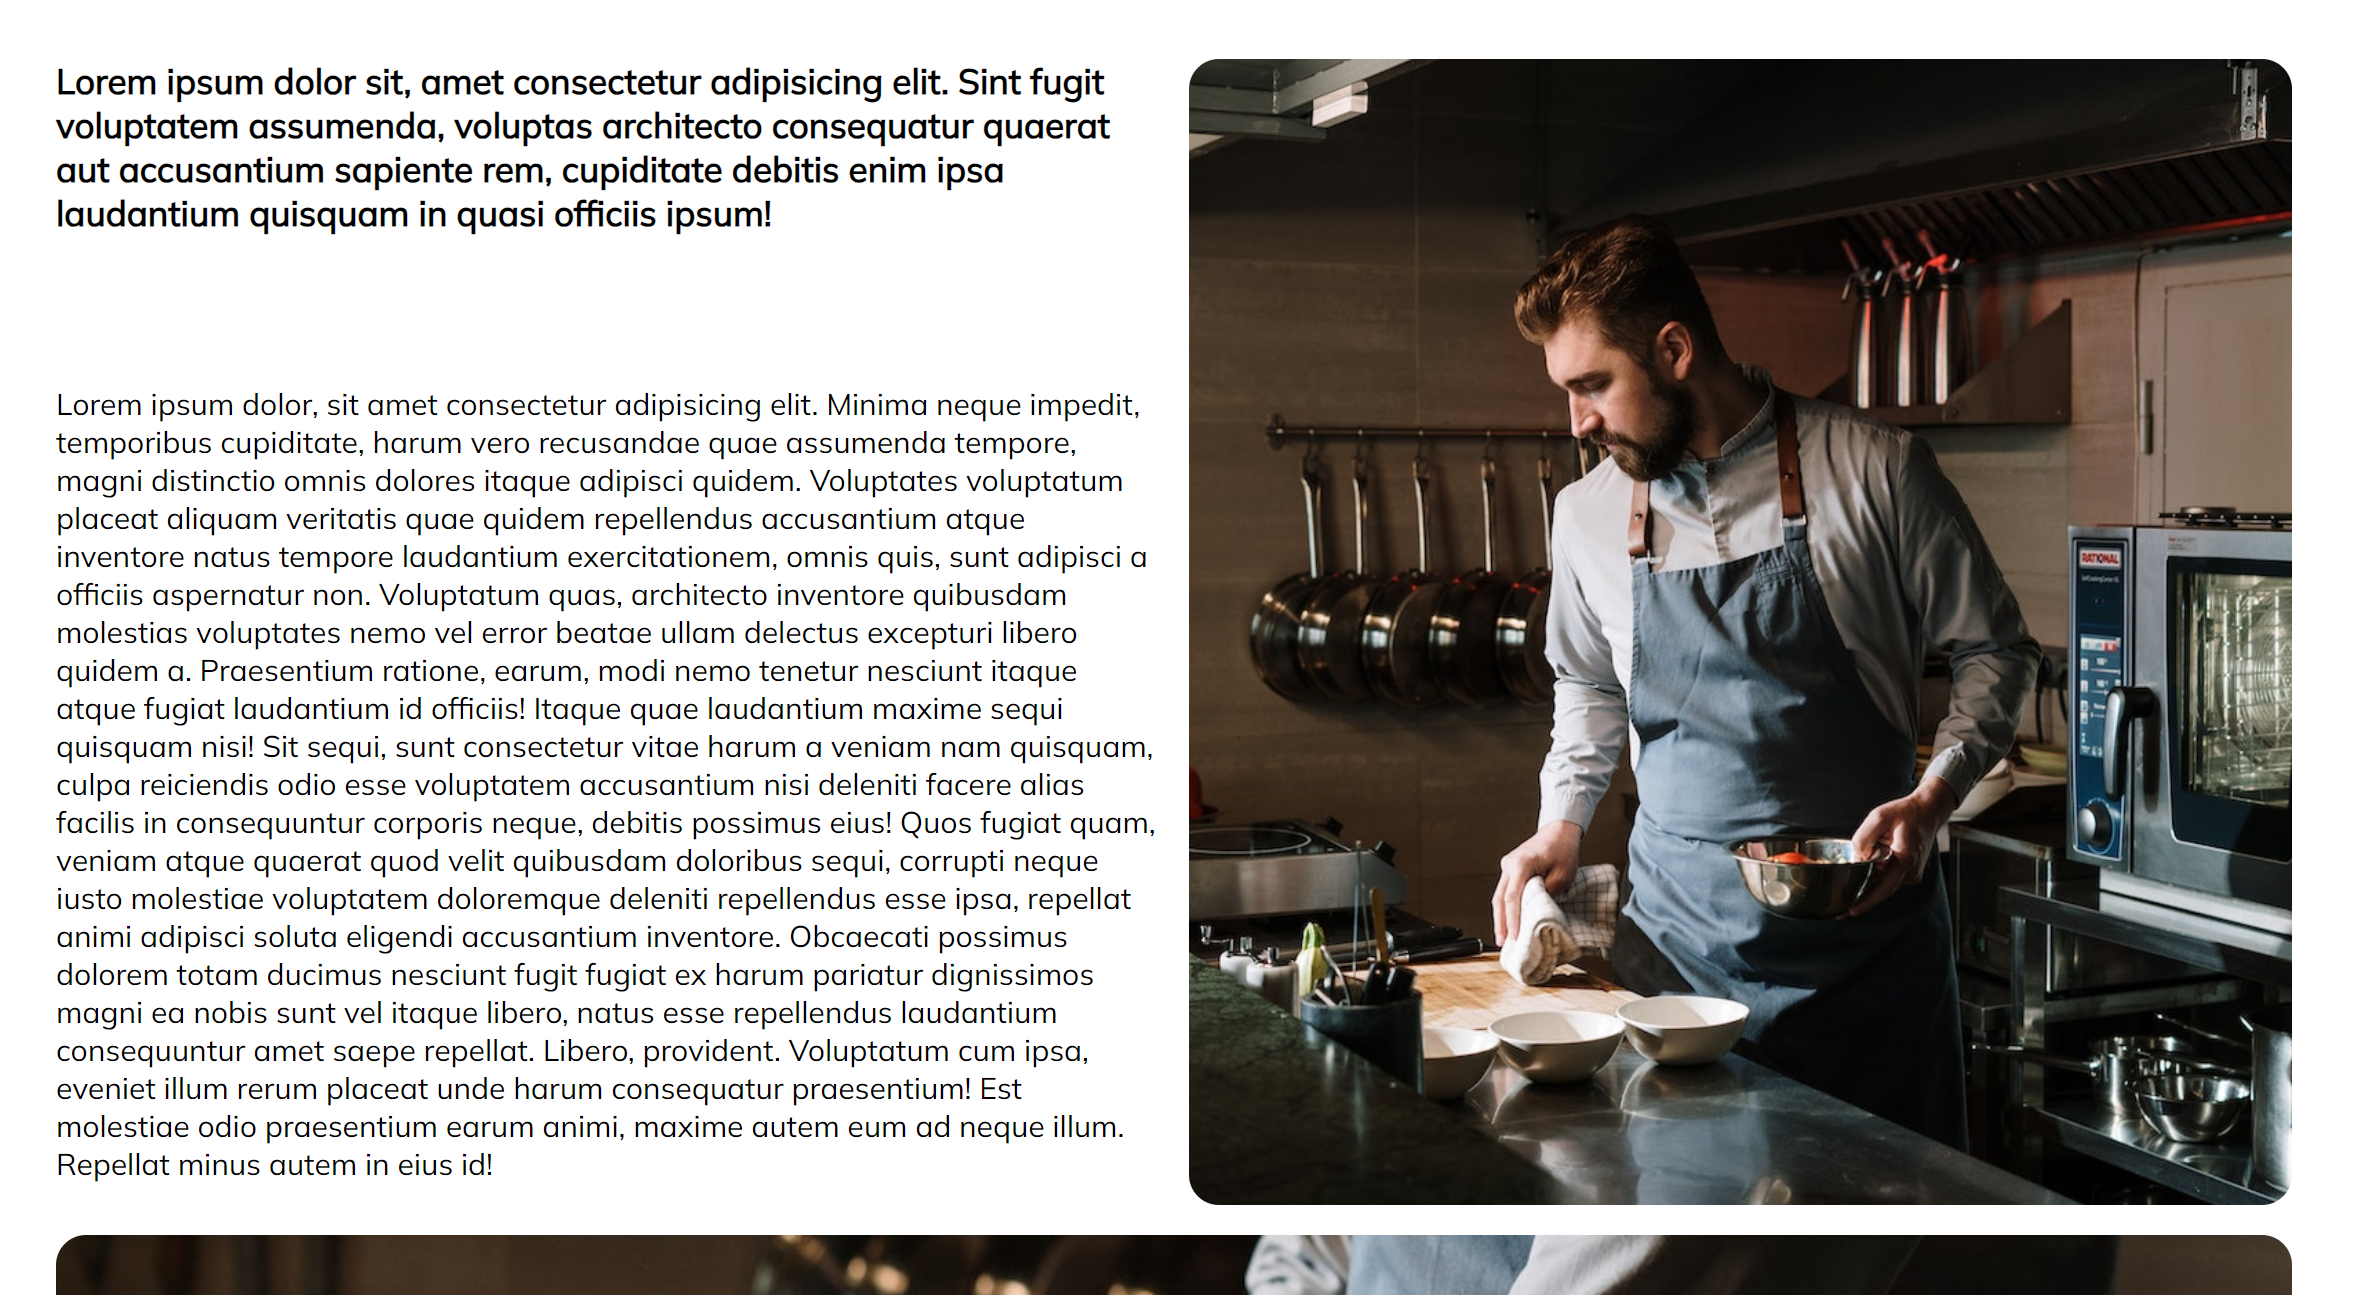 Lorem ipsum dolor sit, amet consectetur adipisicing elit. Sint fugit
voluptatem assumenda, voluptas architecto consequatur quaerat
aut accusantium sapiente rem, cupiditate debitis enim ipsa
laudantium quisquam in quasi officiis ipsum!
Lorem ipsum dolor, sit amet consectetur adipisicing elit. Minima neque impedit,
temporibus cupiditate, harum vero recusandae quae assumenda tempore,
magni distinctio omnis dolores itaque adipisci quidem. Voluptates voluptatum
placeat aliquam veritatis quae quidem repellendus accusantium atque
inventore natus tempore laudantium exercitationem, omnis quis, sunt adipisci a
officiis aspernatur non. Voluptatum quas, architecto inventore quibusdam
molestias voluptates nemo vel error beatae ullam delectus excepturi libero
quidem a. Praesentium ratione, earum, modi nemo tenetur nesciunt itaque
atque fugiat laudantium id officiis! Itaque quae laudantium maxime sequi
quisquam nisi! Sit sequi, sunt consectetur vitae harum a veniam nam quisquam,
culpa reiciendis odio esse voluptatem accusantium nisi deleniti facere alias
facilis in consequuntur corporis neque, debitis possimus eius! Quos fugiat quam,
veniam atque quaerat quod velit quibusdam doloribus sequi, corrupti neque
iusto molestiae voluptatem doloremque deleniti repellendus esse ipsa, repellat
animi adipisci soluta eligendi accusantium inventore. Obcaecati possimus
dolorem totam ducimus nesciunt fugit fugiat ex harum pariatur dignissimos
magni ea nobis sunt vel itaque libero, natus esse repellendus laudantium
consequuntur amet saepe repellat. Libero, provident. Voluptatum cum ipsa,
eveniet illum rerum placeat unde harum consequatur praesentium! Est
molestiae odio praesentium earum animi, maxime autem eum ad neque illum.
Repellat minus autem in eius id!
RATIONAL